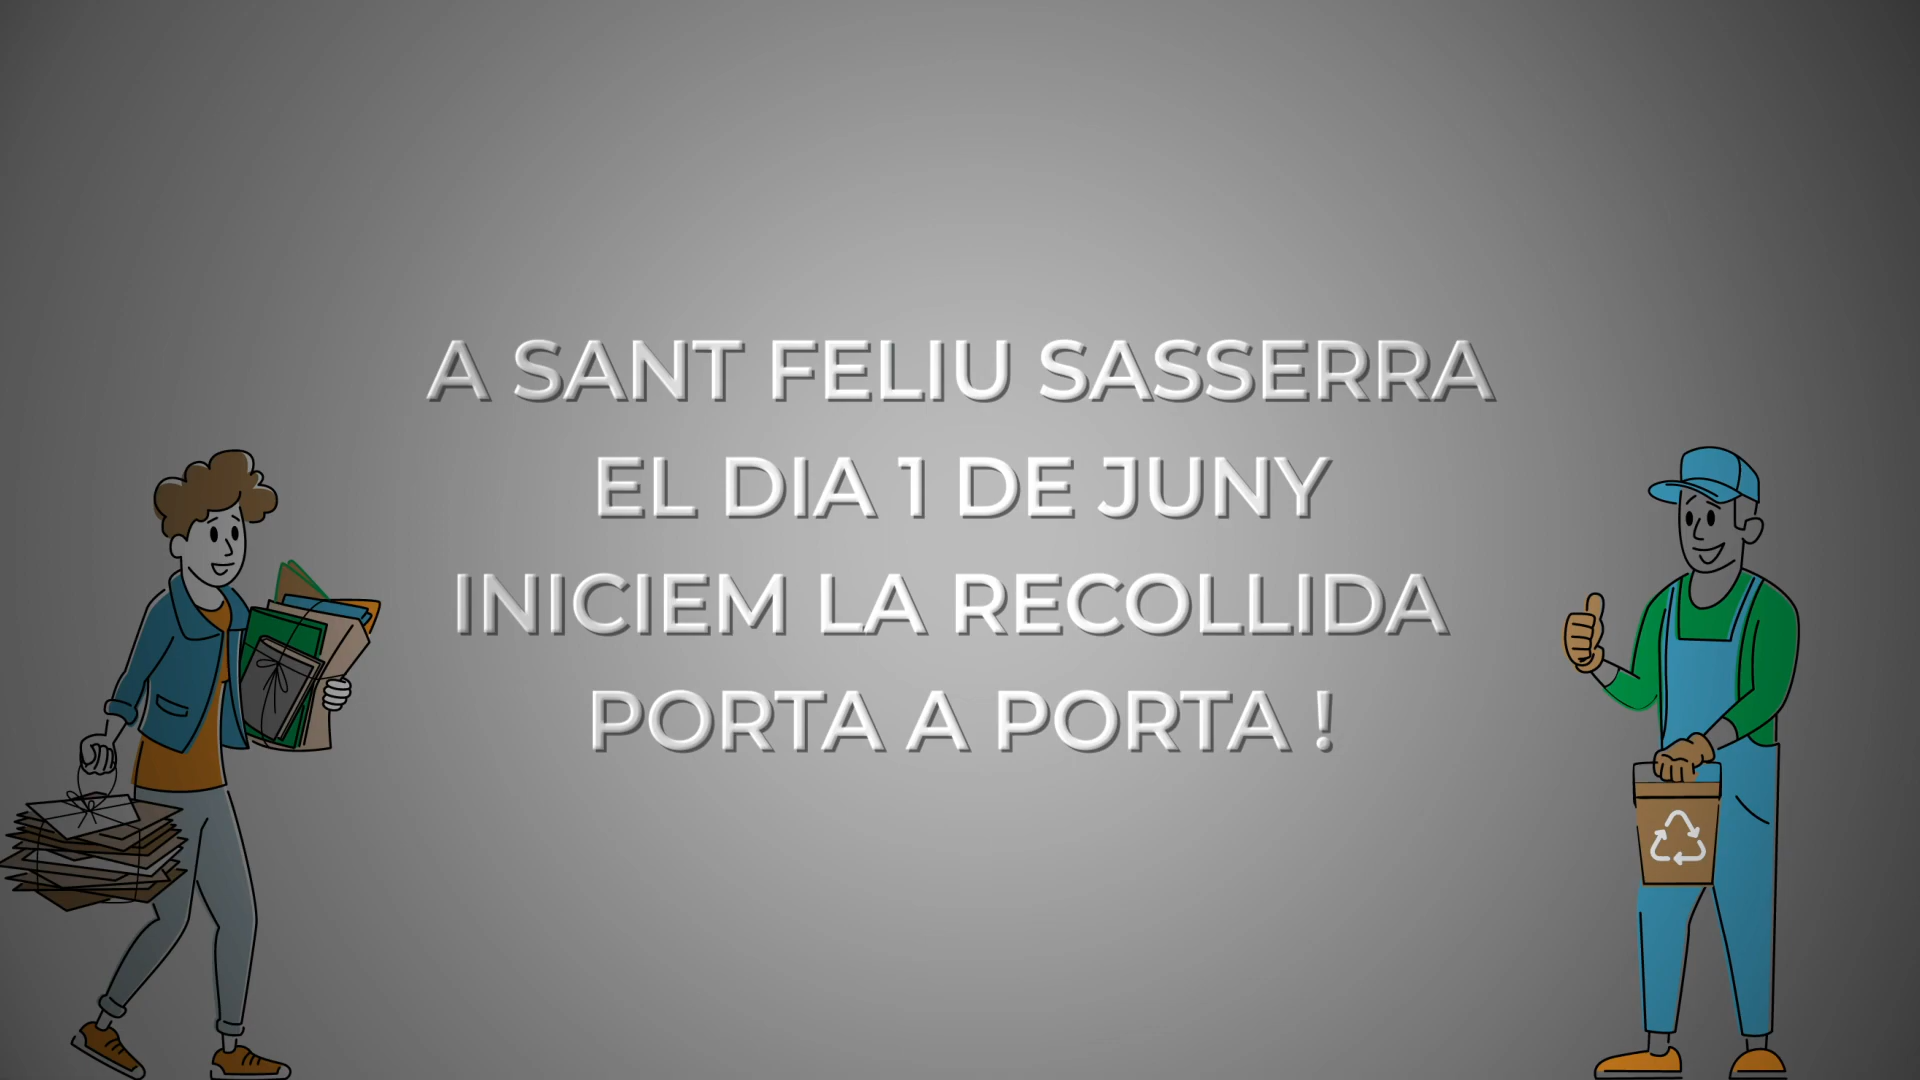 A SANT FELIU SASSERRA
EL DIA 1 DE JUNY
INICIEM LA RECOLLIDA
PORTA A PORTA !